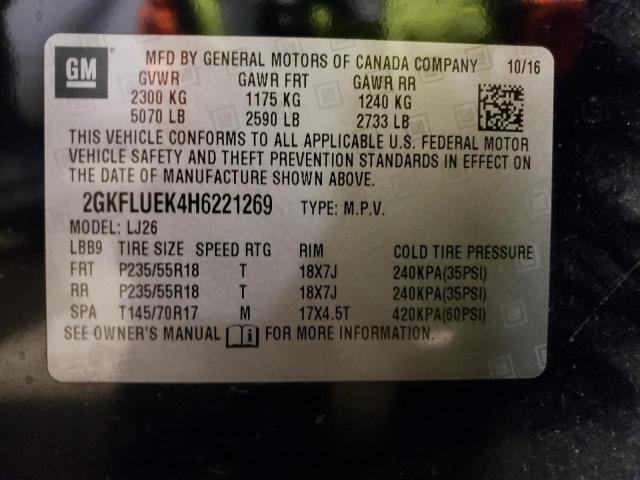 GM MFD BY GENERAL MOTORS OF CANADA COMPANY 10/16
GVWR GAWR FRT GAWR RR
2300 KG 1175 KG 1240 KG
5070 LB 2590 LB 2733 LB
THIS VEHICLE CONFORMS TO ALL APPLICABLE U.S. FEDERAL MOTOR
VEHICLE SAFETY AND THEFT PREVENTION STANDARDS IN EFFECT ON
THE DATE OF MANUFACTURE SHOWN ABOVE.
2GKFLUEK4H6221269 TYPE: M.P.V.
MODEL: LJ26
LBB9 TIRE SIZE SPEED RTG RIM COLD TIRE PRESSURE
FRT P235/55R18 T 18X7J 240KPA(35PSI)
RR P235/55R18 T 18X7J 240KPA(35PSI)
SPA T145/70R17 M 17X4.5T 420KPA(60PSI)
SEE OWNER'S MANUAL i FOR MORE INFORMATION.